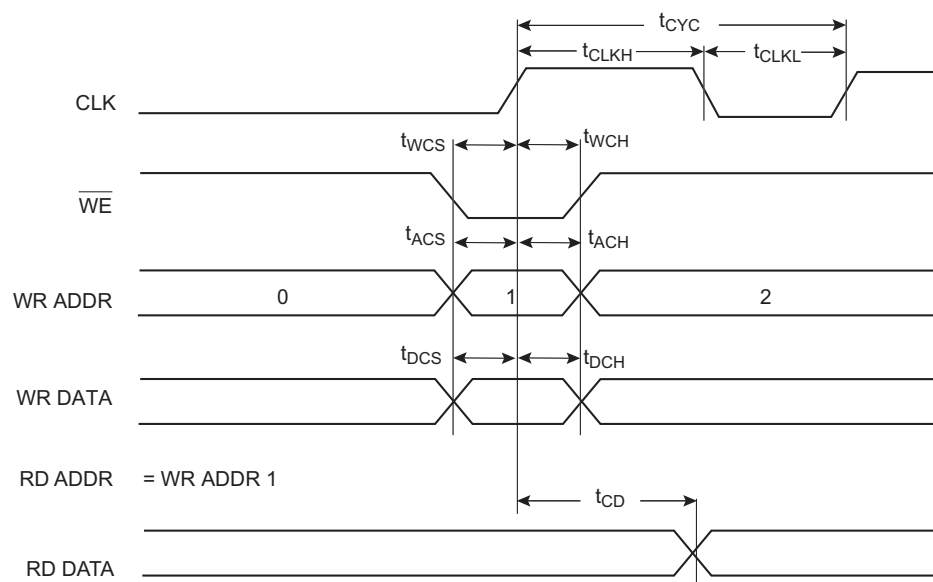 tCYC
tCLKH
tCLKL
CLK
tWCS
tWCH
WE
tACS
tACH
WR ADDR 0 1 2
tDCS
tDCH
WR DATA
RD ADDR = WR ADDR 1
tCD
RD DATA